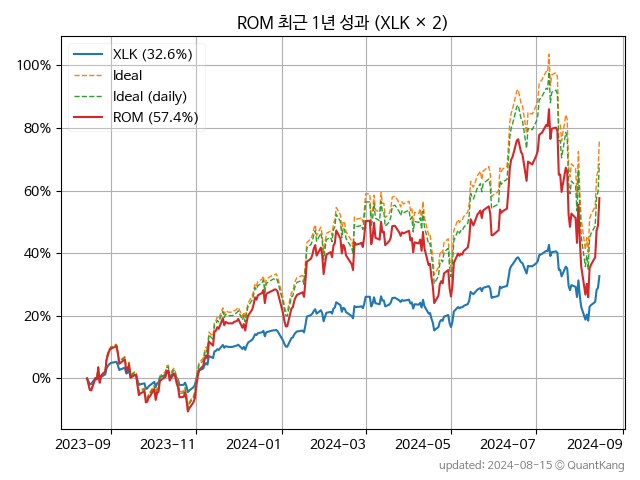 ROM 최근 1년 성과 (XLK × 2)
XLK (32.6%)
Ideal
Ideal (daily)
ROM (57.4%)
100%
80%
60%
40%
20%
0%
2023-09 2023-11 2024-01 2024-03 2024-05 2024-07 2024-09
updated: 2024-08-15 © QuantKang